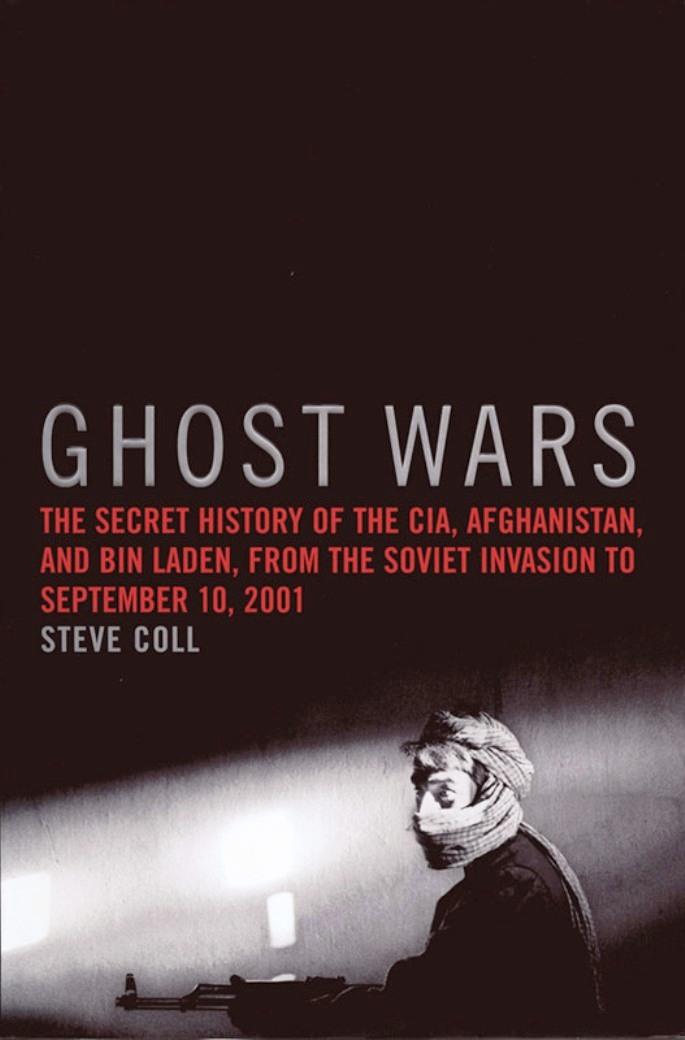 GHOST WARS
THE SECRET HISTORY OF THE CIA, AFGHANISTAN,
AND BIN LADEN, FROM THE SOVIET INVASION TO
SEPTEMBER 10, 2001
STEVE COLL